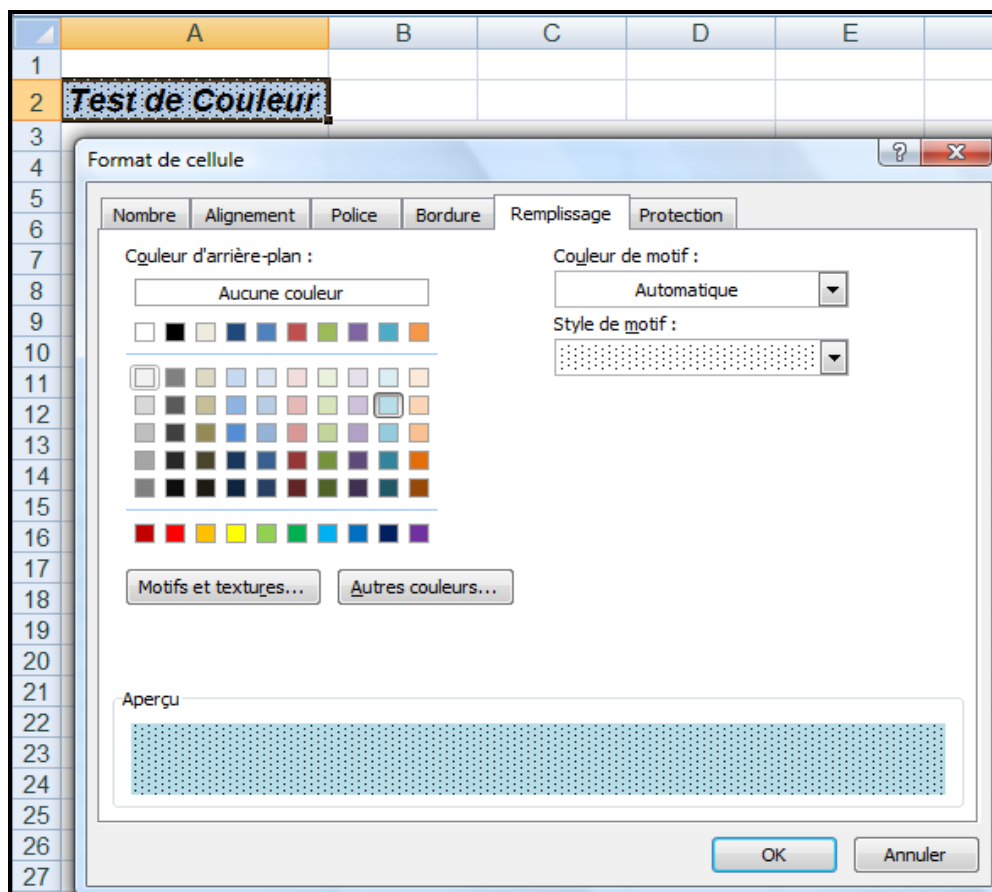 A B C D E
1
2 Test de Couleur
3
4
5
6
7
8
9
10
11
12
13
14
15
16
17
18
19
20
21
22
23
24
25
26
27
Format de cellule
?
Nombre Alignement Police Bordure Remplissage Protection
Couleur d'arrière-plan :
Aucune couleur
Couleur de motif :
Automatique
Style de motif :
Motifs et textures... Autres couleurs...
Aperçu
OK Annuler